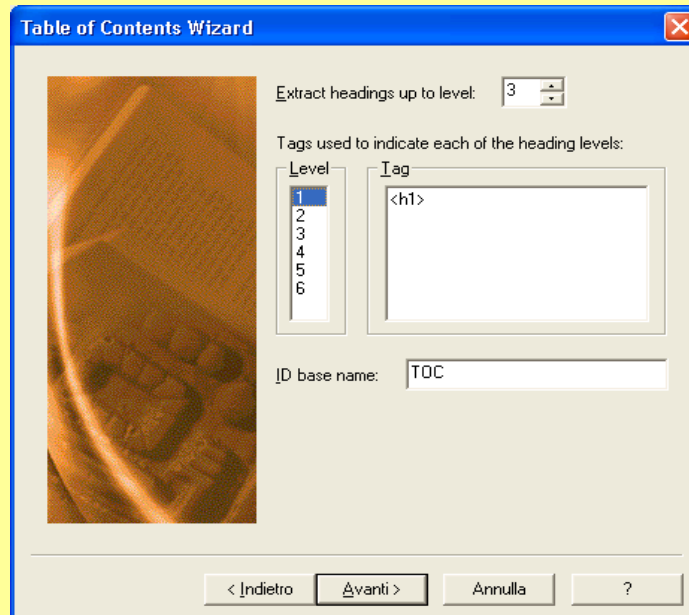 Table of Contents Wizard
Extract headings up to level: 3
Tags used to indicate each of the heading levels:
Level Tag
1 <h1>
2
3
4
5
6
ID base name: TOC
< Indietro Avanti > Annulla ?